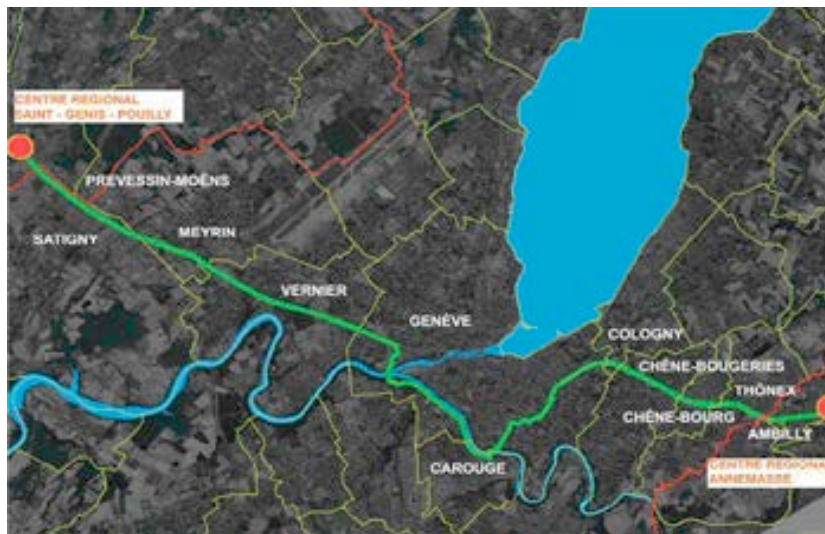 CENTRE REGIONAL
SAINT - GENIS - POUILLY
PREVESSIN-MOËNS
SATIGNY
MEYRIN
VERNIER
GENÈVE
COLOGNY
CHÊNE-BOUGERIES
THÔNEX
CHÊNE-BOURG
AMBILLY
CAROUGE
CENTRE REGIONA
ANNEMASSE